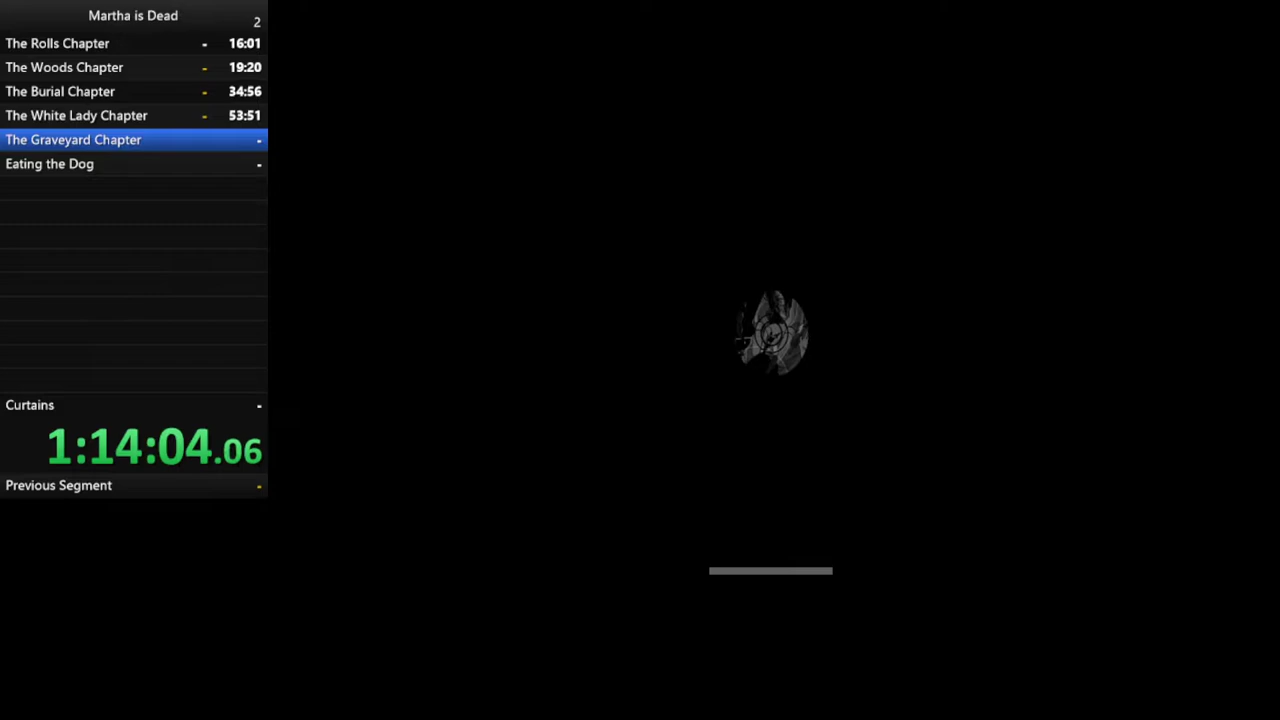 Martha is Dead
2
The Rolls Chapter - 16:01
The Woods Chapter - 19:20
The Burial Chapter - 34:56
The White Lady Chapter - 53:51
The Graveyard Chapter -
Eating the Dog -
Curtains -
1:14:04.06
Previous Segment -